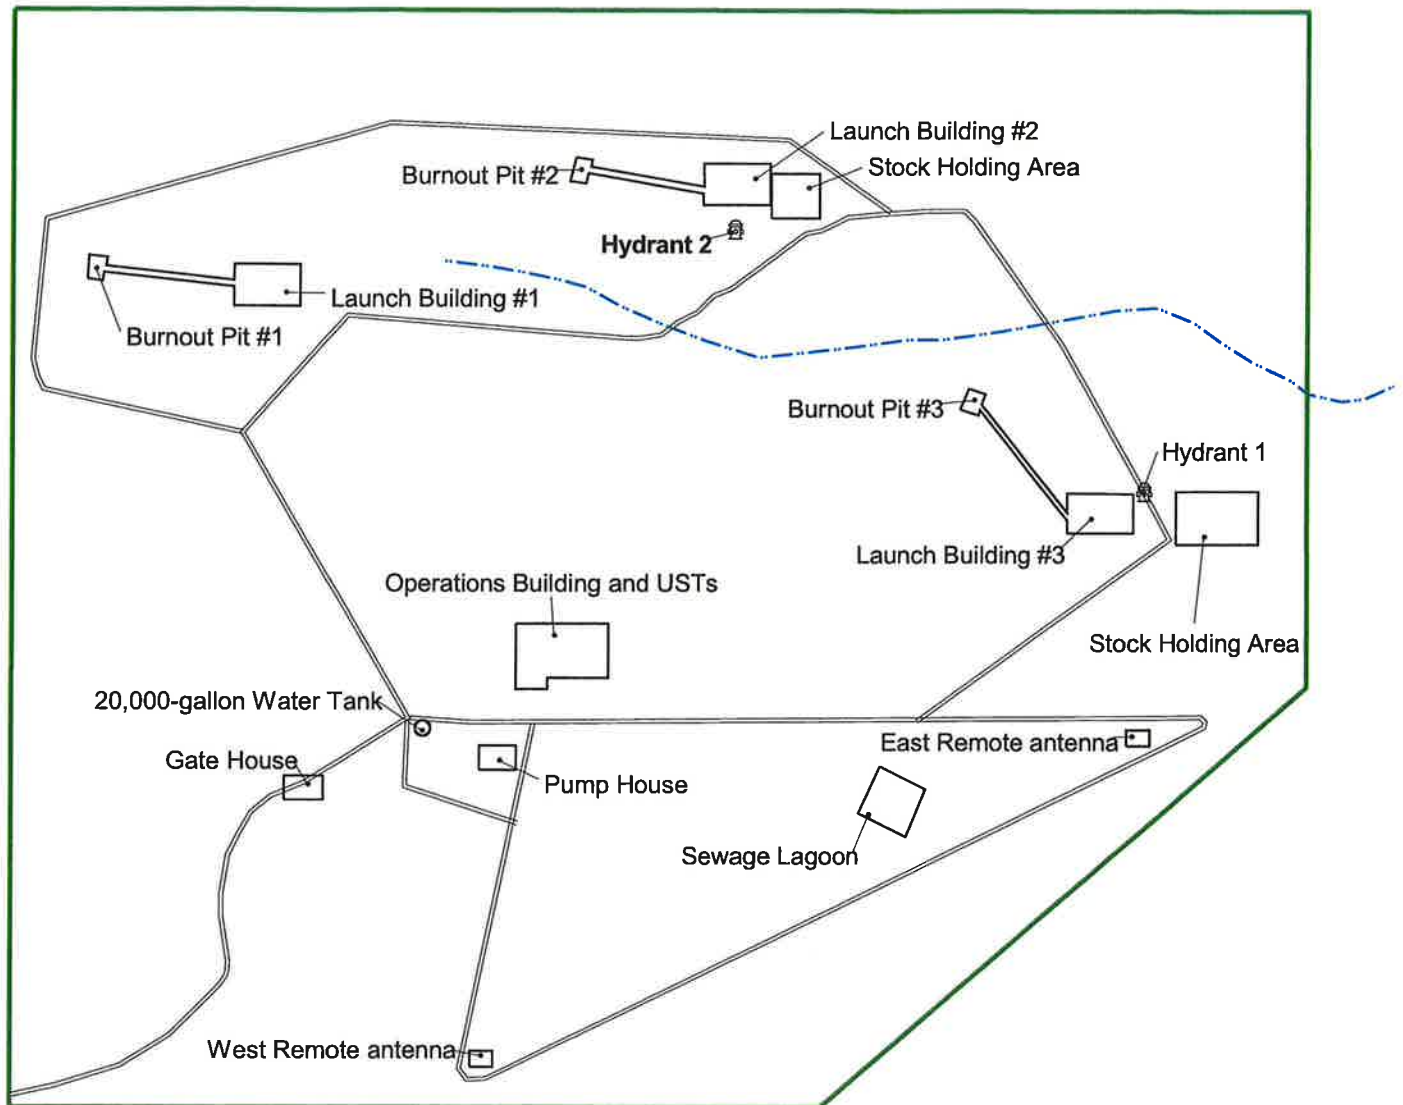 Launch Building #2
Stock Holding Area
Burnout Pit #2
Hydrant 2
Launch Building #1
Burnout Pit #1
Burnout Pit #3
Hydrant 1
Launch Building #3
Operations Building and USTs
Stock Holding Area
20,000-gallon Water Tank
East Remote antenna
Gate House
Pump House
Sewage Lagoon
West Remote antenna